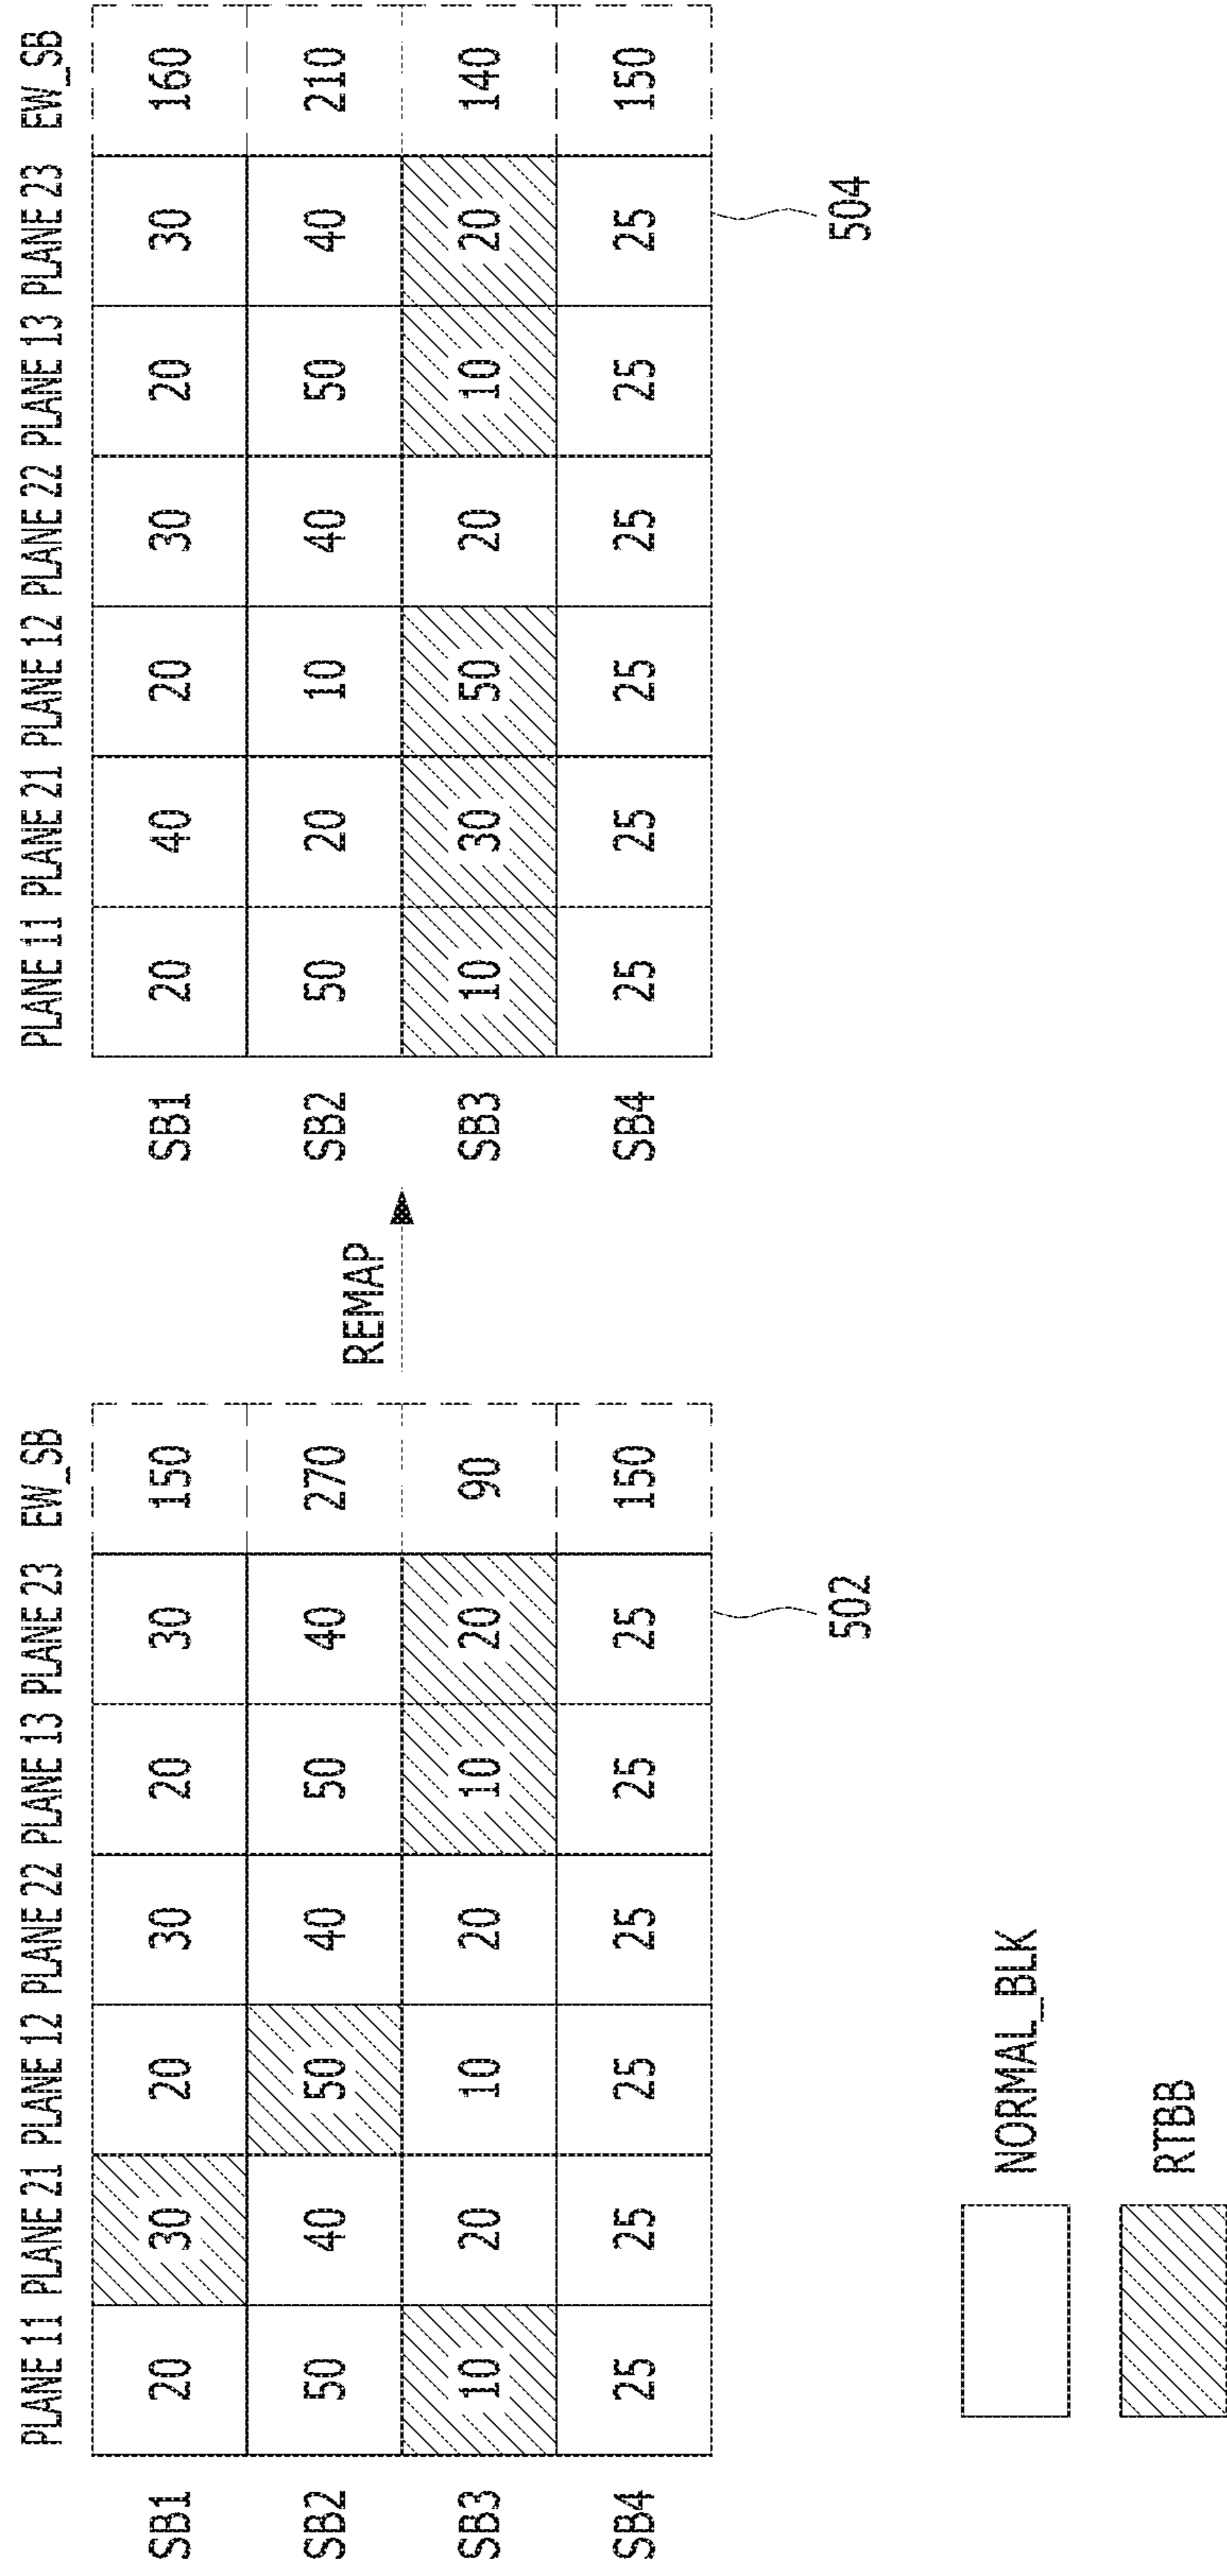 PLANE 11 PLANE 21 PLANE 12 PLANE 22 PLANE 13 PLANE 23 EW_SB
SB1 20 30 20 30 20 30 150
SB2 50 40 50 40 50 40 270
SB3 10 20 10 20 10 20 90
SB4 25 25 25 25 25 25 150
502
REMAP
PLANE 11 PLANE 21 PLANE 12 PLANE 22 PLANE 13 PLANE 23 EW_SB
SB1 20 40 20 30 20 30 160
SB2 50 20 10 40 50 40 210
SB3 10 30 50 20 10 20 140
SB4 25 25 25 25 25 25 150
504
NORMAL_BLK
RTBB